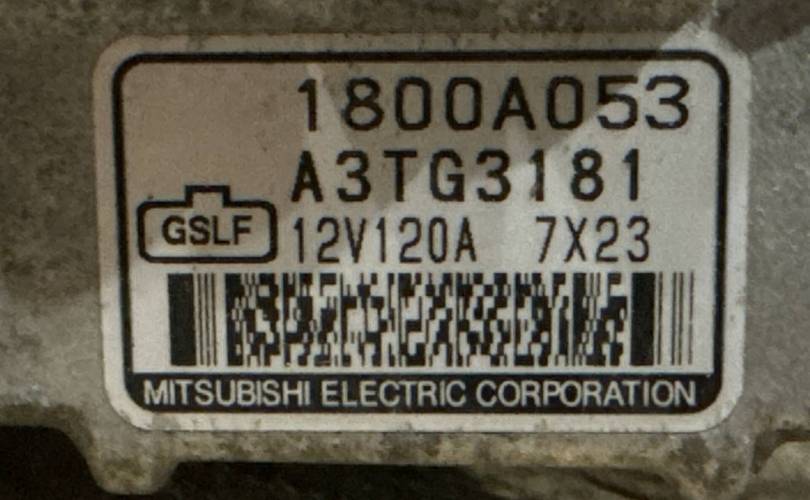 1800A053
A3TG3181
GSLF 12V120A 7X23
MITSUBISHI ELECTRIC CORPORATION